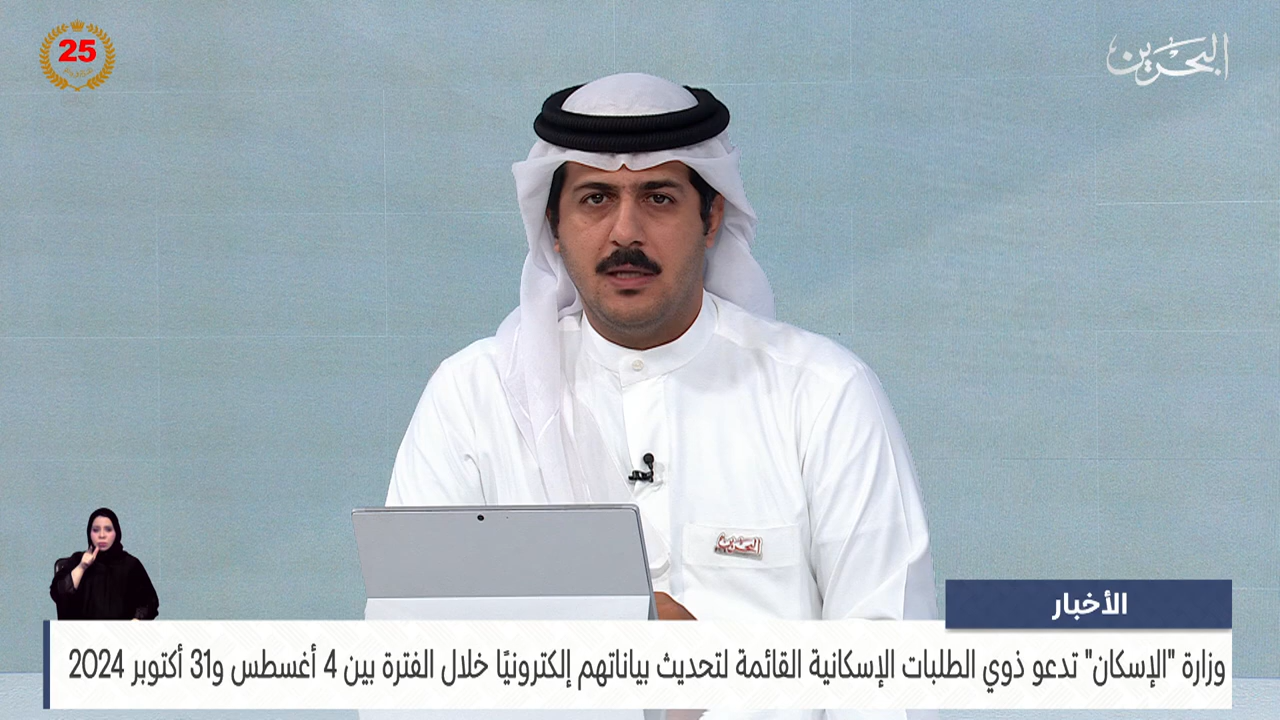 25
البحرين
البحرين
الأخبار
وزارة "الإسكان" تدعو ذوي الطلبات الإسكانية القائمة لتحديث بياناتهم إلكترونيًا خلال الفترة بين 4 أغسطس و31 أكتوبر 2024